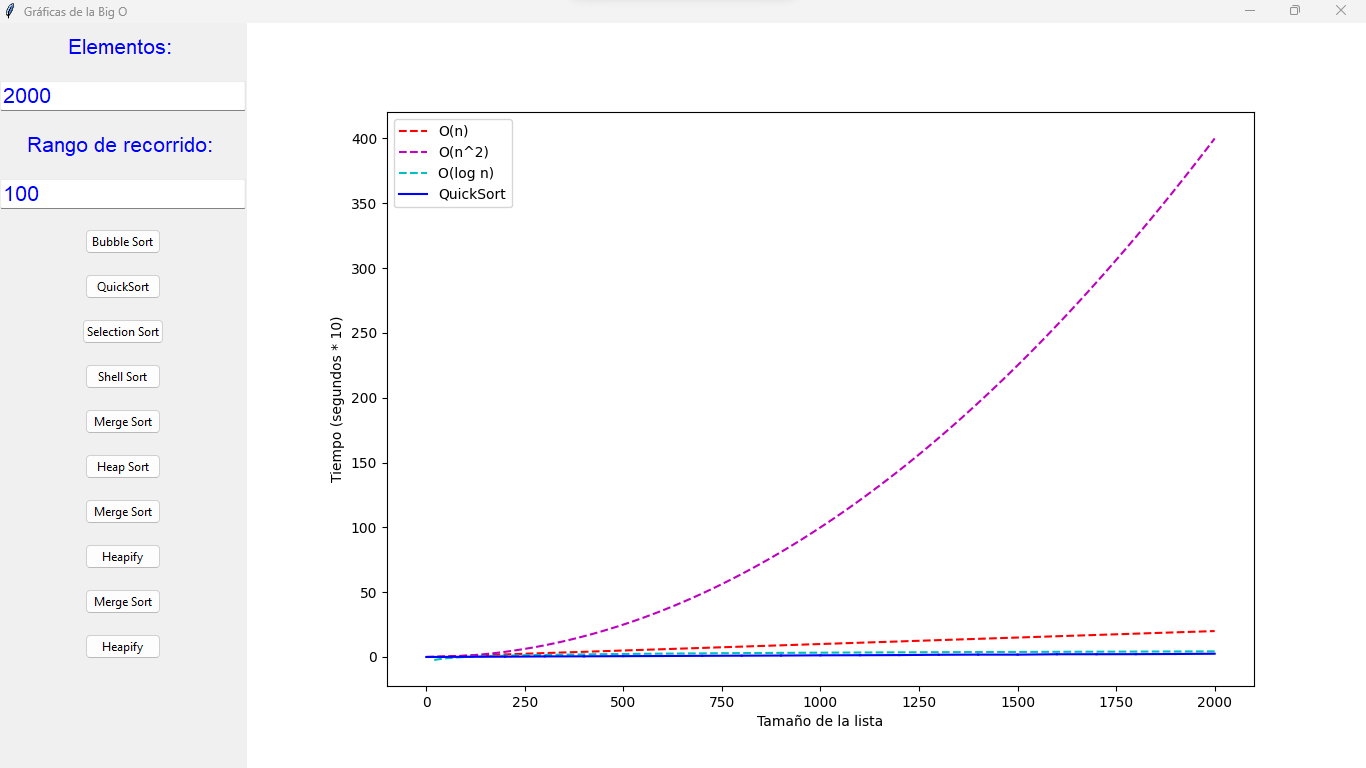 Gráficas de la Big O
Elementos:
2000
Rango de recorrido:
100
Bubble Sort
QuickSort
Selection Sort
Shell Sort
Merge Sort
Heap Sort
Merge Sort
Heapify
Merge Sort
Heapify
O(n)
O(n^2)
O(log n)
QuickSort
400
350
300
250
200
150
100
50
0
Tiempo (segundos * 10)
0 250 500 750 1000 1250 1500 1750 2000
Tamaño de la lista